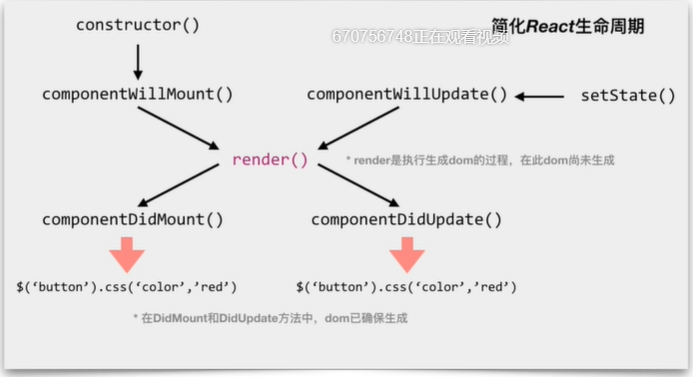 constructor()
简化React生命周期
670756748正在观看视频
componentWillMount()
componentWillUpdate()
setState()
render()
* render是执行生成dom的过程，在此dom尚未生成
componentDidMount()
componentDidUpdate()
$(‘button’).css(‘color’,’red’)
$(‘button’).css(‘color’,’red’)
* 在DidMount和DidUpdate方法中，dom已确保生成